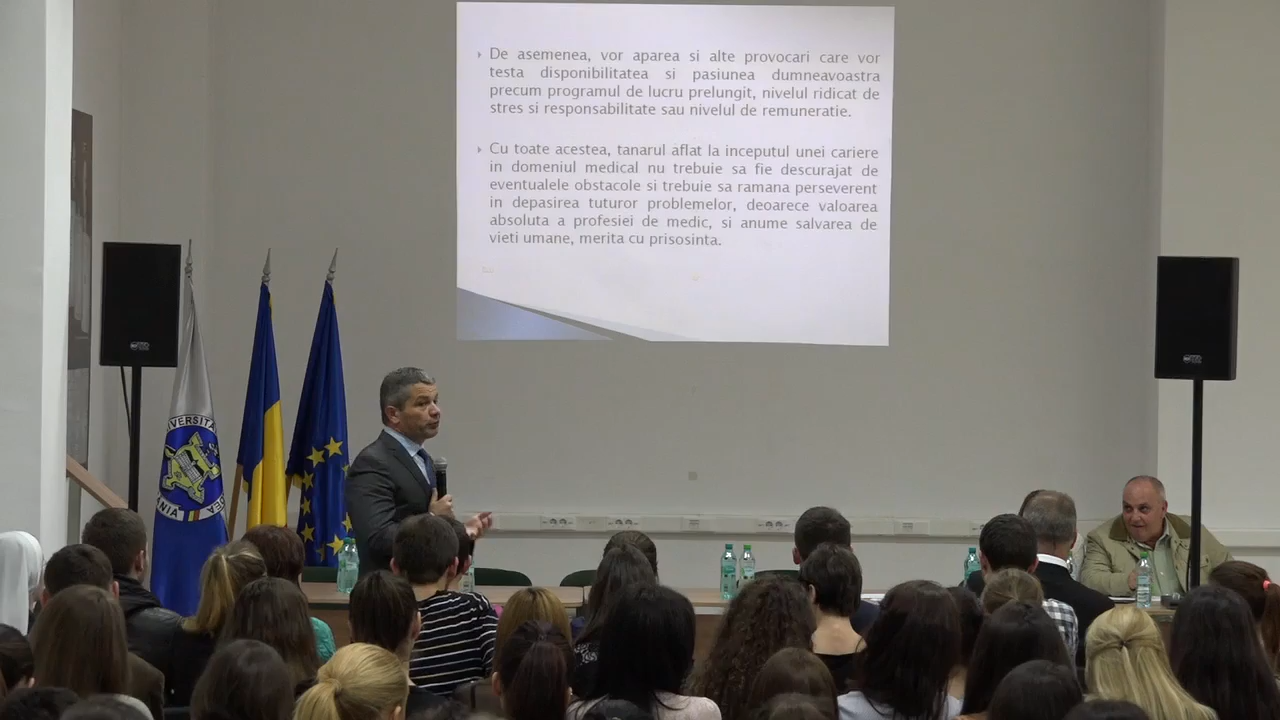 De asemenea, vor aparea si alte provocari care vor
testa disponibilitatea si pasiunea dumneavoastra
precum programul de lucru prelungit, nivelul ridicat de
stres si responsabilitate sau nivelul de remuneratie.
Cu toate acestea, tanarul aflat la inceputul unei cariere
in domeniul medical nu trebuie sa fie descurajat de
eventualele obstacole si trebuie sa ramana perseverent
in depasirea tuturor problemelor, deoarece valoarea
absoluta a profesiei de medic, si anume salvarea de
vieti umane, merita cu prisosinta.